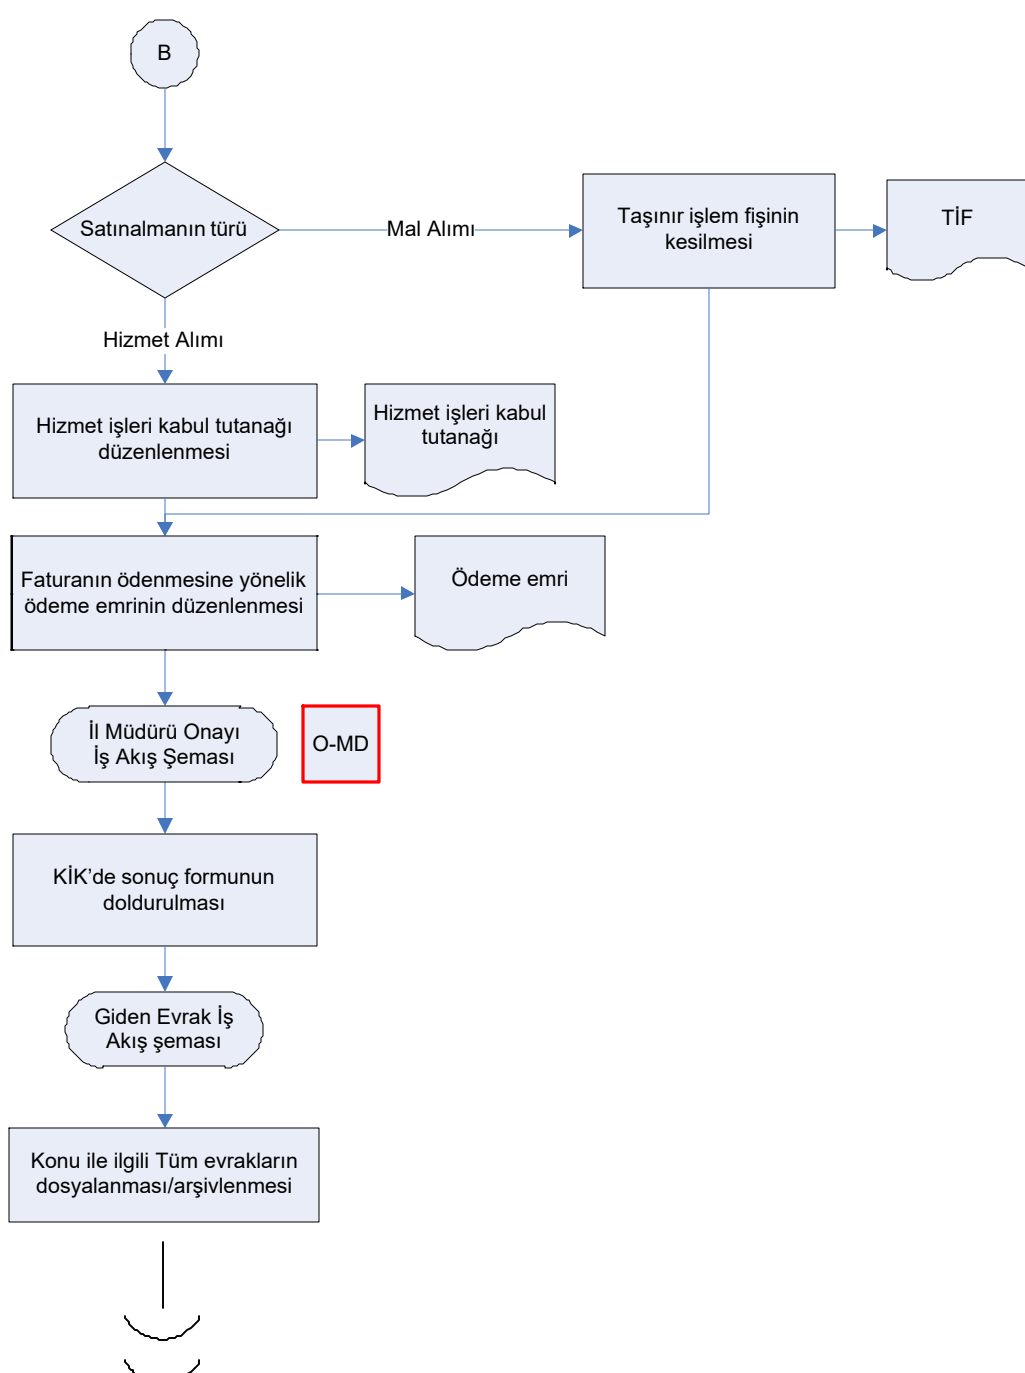 B
Satınalmanın türü
Mal Alımı
Taşınır işlem fişinin
kesilmesi
TİF
Hizmet Alımı
Hizmet işleri kabul tutanağı
düzenlenmesi
Hizmet işleri kabul
tutanağı
Faturanın ödenmesine yönelik
ödeme emrinin düzenlenmesi
Ödeme emri
İl Müdürü Onayı
İş Akış Şeması
O-MD
KİK’de sonuç formunun
doldurulması
Giden Evrak İş
Akış şeması
Konu ile ilgili Tüm evrakların
dosyalanması/arşivlenmesi